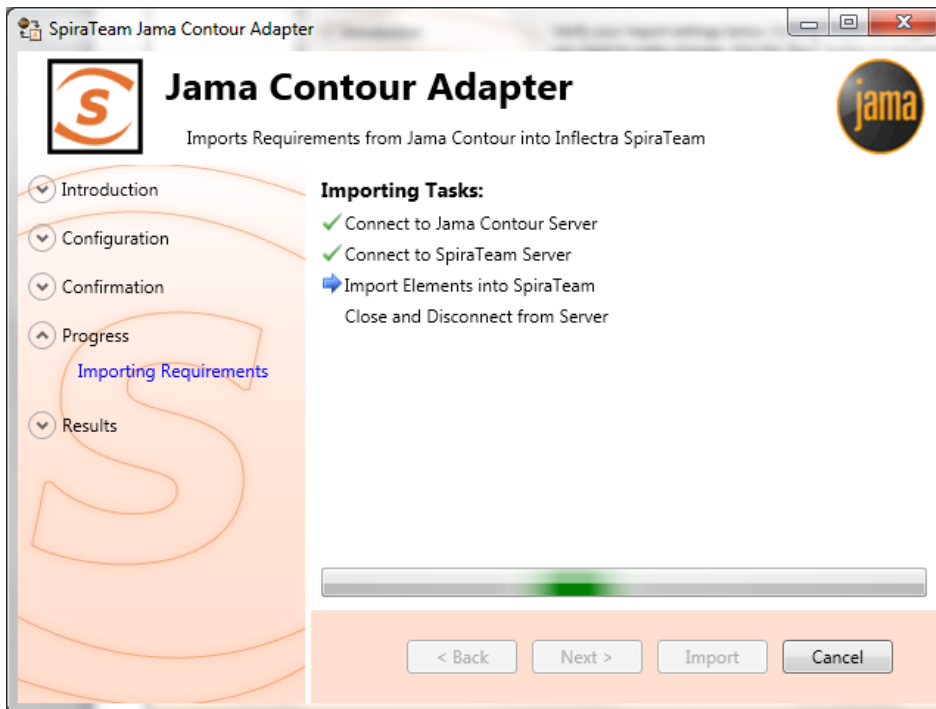 SpiraTeam Jama Contour Adapter
S
Jama Contour Adapter
jama
Imports Requirements from Jama Contour into Inflectra SpiraTeam
Introduction
Configuration
Confirmation
Progress
Importing Requirements
Results
Importing Tasks:
Connect to Jama Contour Server
Connect to SpiraTeam Server
Import Elements into SpiraTeam
Close and Disconnect from Server
< Back
Next >
Import
Cancel